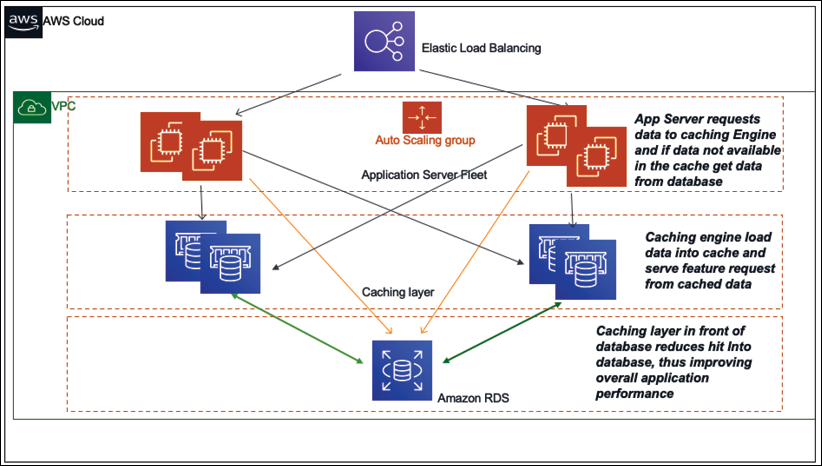 aws
AWS Cloud
Elastic Load Balancing
VPC
Auto Scaling group
App Server requests
data to caching Engine
and if data not available
in the cache get data
from database
Application Server Fleet
Caching engine load
data into cache and
serve feature request
from cached data
Caching layer
Caching layer in front of
database reduces hit Into
database, thus improving
overall application
performance
Amazon RDS